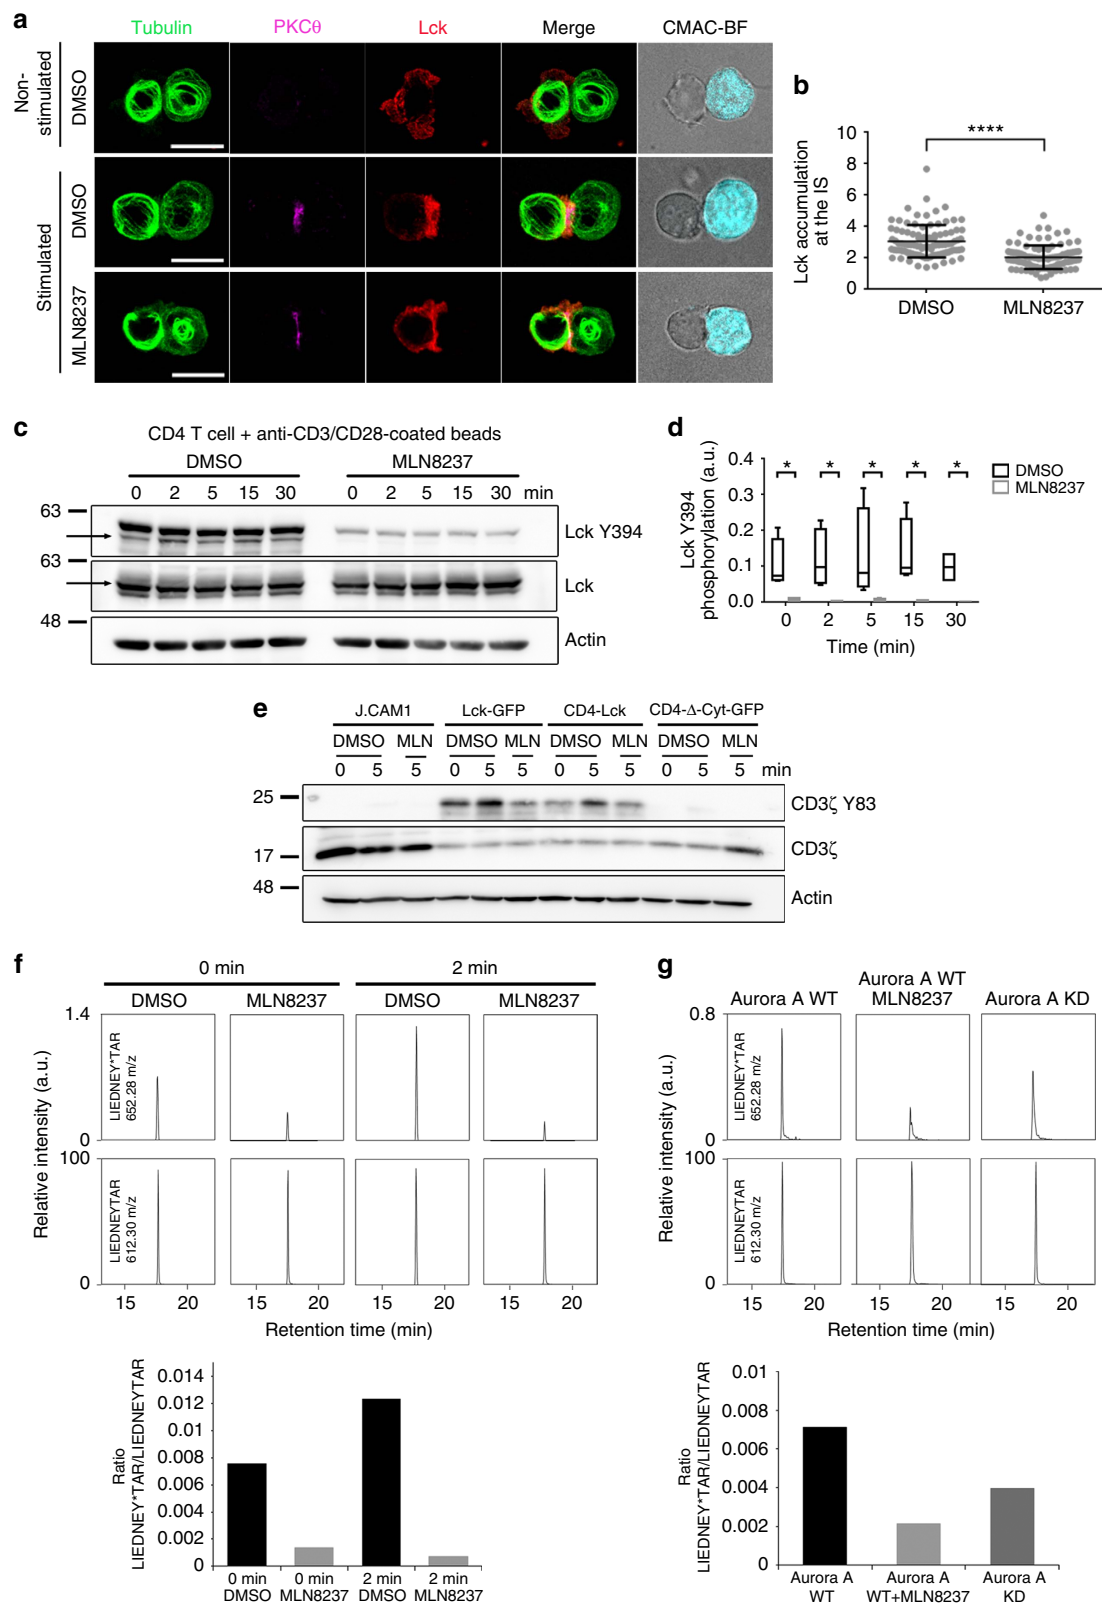 a
Tubulin PKCθ Lck Merge CMAC-BF
Non-
stimulated
DMSO
Stimulated
DMSO
MLN8237
b
Lck accumulation
at the IS
10
8
6
4
2
0
****
DMSO MLN8237
c
CD4 T cell + anti-CD3/CD28-coated beads
DMSO MLN8237
0 2 5 15 30 0 2 5 15 30 min
63
Lck Y394
63
Lck
48
Actin
d
Lck Y394
phosphorylation (a.u.)
0.4
0.3
0.2
0.1
0.0
* * * * *
DMSO
MLN8237
0 2 5 15 30
Time (min)
e
J.CAM1 Lck-GFP CD4-Lck CD4-Δ-Cyt-GFP
DMSO MLN DMSO MLN DMSO MLN DMSO MLN
0 5 5 0 5 5 0 5 5 0 5 5 min
25
CD3ζ Y83
17
CD3ζ
48
Actin
f
0 min 2 min
DMSO MLN8237 DMSO MLN8237
Relative intensity (a.u.)
1.4
LIEDNEY*TAR
652.28 m/z
0
100
LIEDNEYTAR
612.30 m/z
0
15 20 15 20 15 20 15 20
Retention time (min)
Ratio
LIEDNEY*TAR/LIEDNEYTAR
0.014
0.012
0.01
0.008
0.006
0.004
0.002
0
0 min
DMSO
0 min
MLN8237
2 min
DMSO
2 min
MLN8237
g
Aurora A WT
Aurora A WT
MLN8237
Aurora A KD
Relative intensity (a.u.)
0.8
LIEDNEY*TAR
652.28 m/z
0
100
LIEDNEYTAR
612.30 m/z
0
15 20 15 20 15 20
Retention time (min)
Ratio
LIEDNEY*TAR/LIEDNEYTAR
0.01
0.008
0.006
0.004
0.002
0
Aurora A
WT
Aurora A
WT+MLN8237
Aurora A
KD